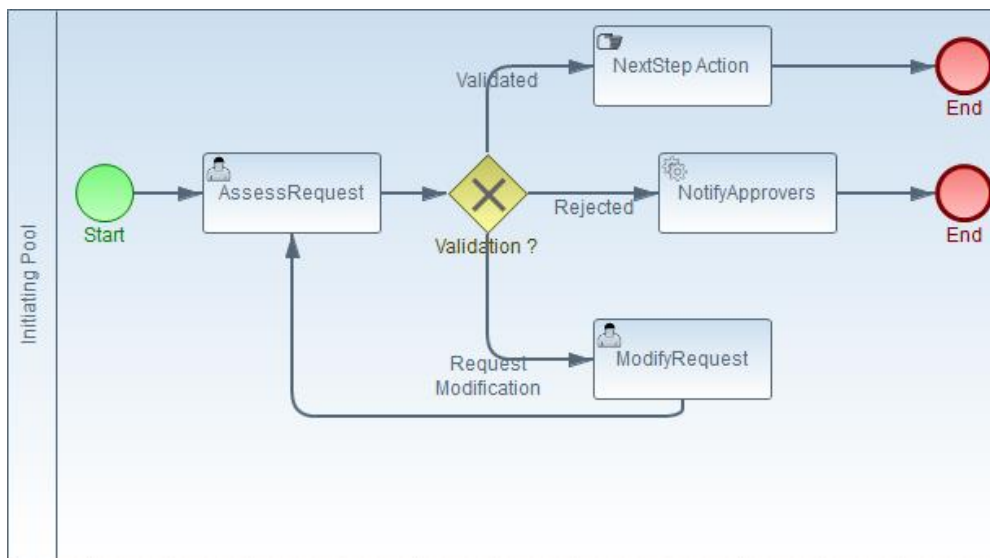 NextStep Action
Validated
End
AssessRequest
NotifyApprovers
Rejected
Start
Validation ?
End
Initiating Pool
ModifyRequest
Request
Modification